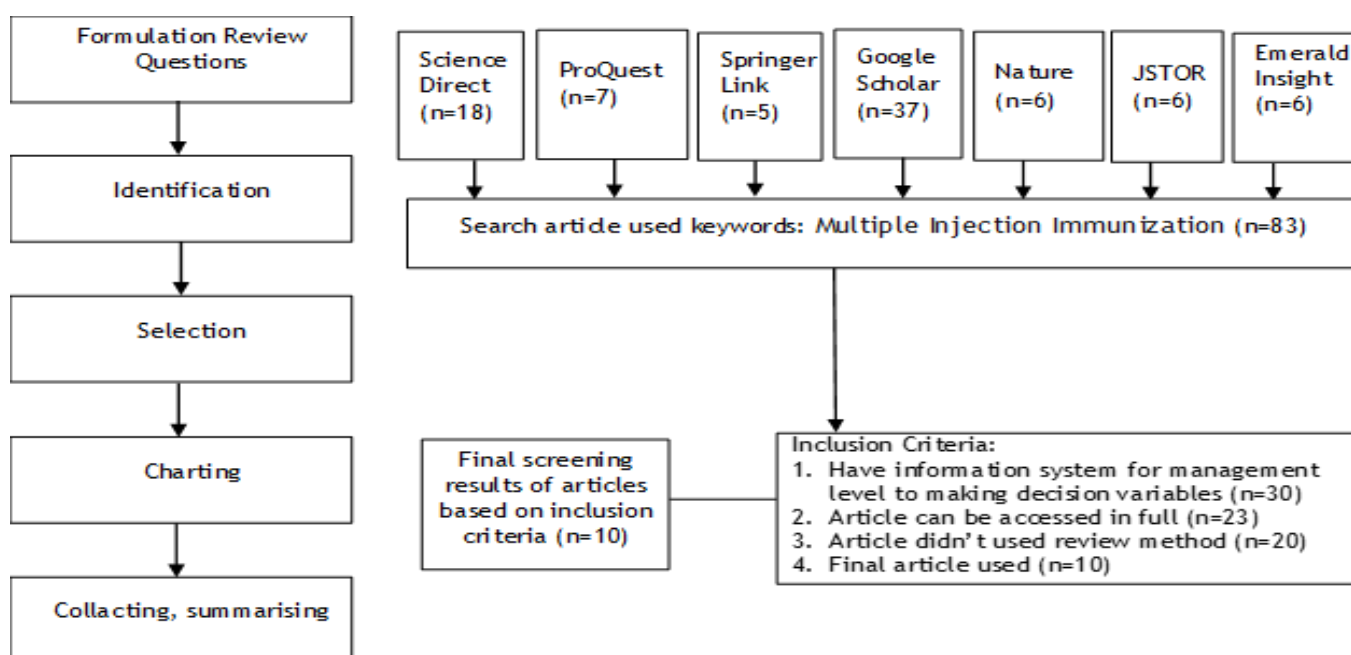 Formulation Review
Questions
Identification
Selection
Charting
Collacting, summarising
Science
Direct
(n=18)
ProQuest
(n=7)
Springer
Link
(n=5)
Google
Scholar
(n=37)
Nature
(n=6)
JSTOR
(n=6)
Emerald
Insight
(n=6)
Search article used keywords: Multiple Injection Immunization (n=83)
Final screening
results of articles
based on inclusion
criteria (n=10)
Inclusion Criteria:
1. Have information system for management
level to making decision variables (n=30)
2. Article can be accessed in full (n=23)
3. Article didn't used review method (n=20)
4. Final article used (n=10)